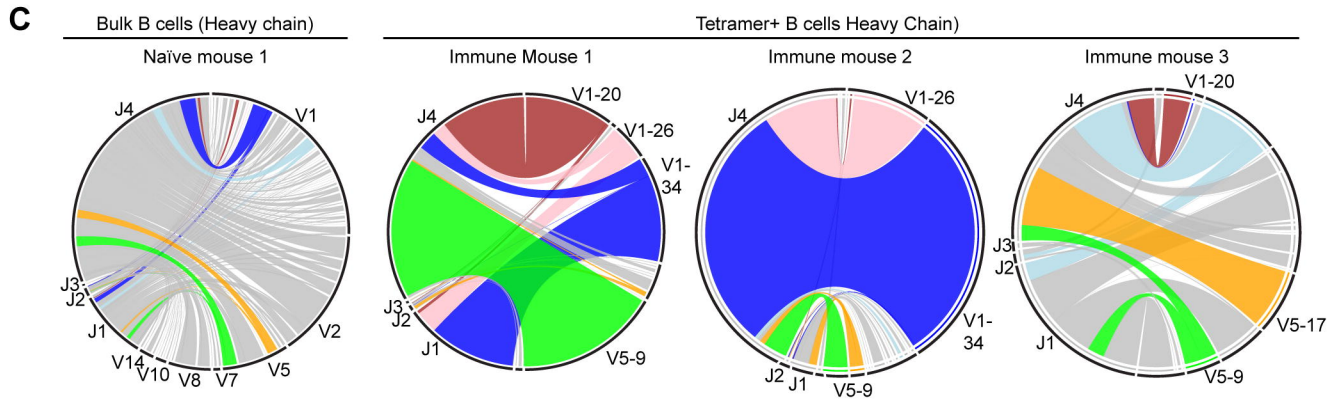 C
Bulk B cells (Heavy chain)
Tetramer+ B cells Heavy Chain)
Naïve mouse 1
Immune Mouse 1
Immune mouse 2
Immune mouse 3
J4
V1
J3
J2
J1
V14
V10
V8
V7
V5
V2
J4
V1-20
V1-26
V1-
34
J3
J2
J1
V5-9
J4
V1-26
V1-
34
J2
J1
V5-9
J4
V1-20
J3
J2
J1
V5-17
V5-9